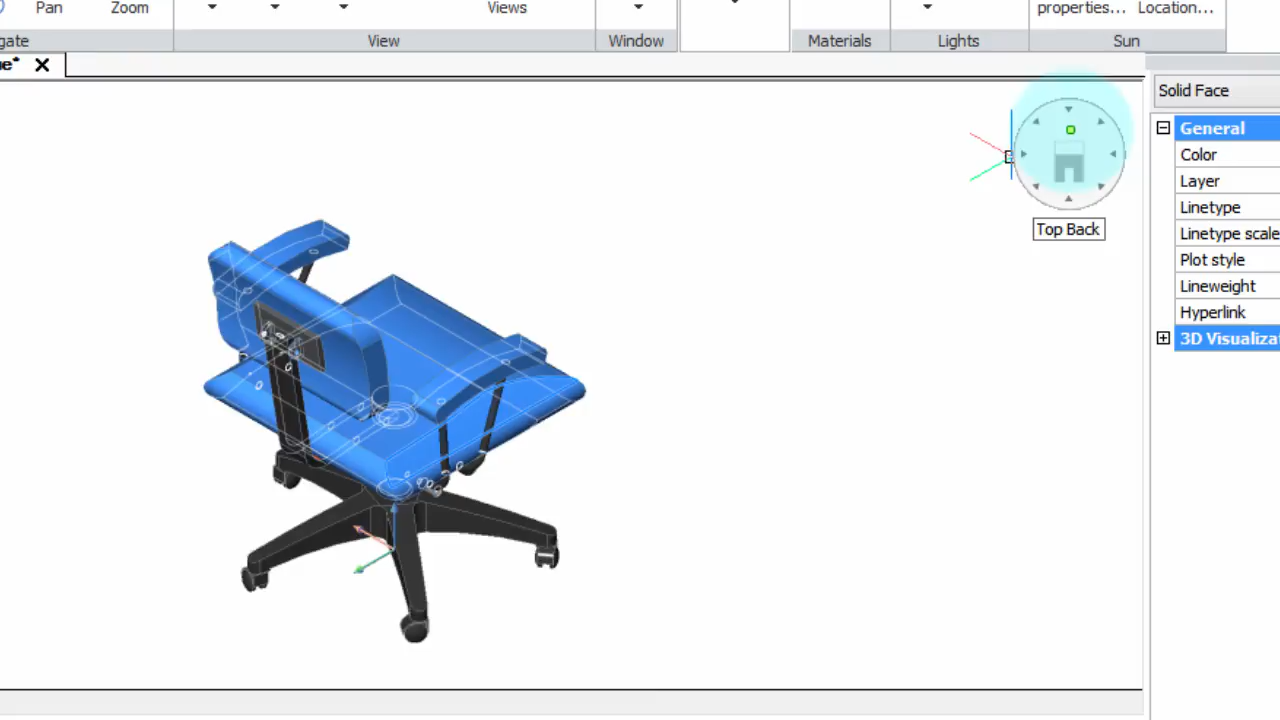 Pan Zoom Views properties... Location...
gate View Window Materials Lights Sun
ue*
Solid Face
General
Color
Layer
Linetype
Top Back
Linetype scale
Plot style
Lineweight
Hyperlink
3D Visualizat